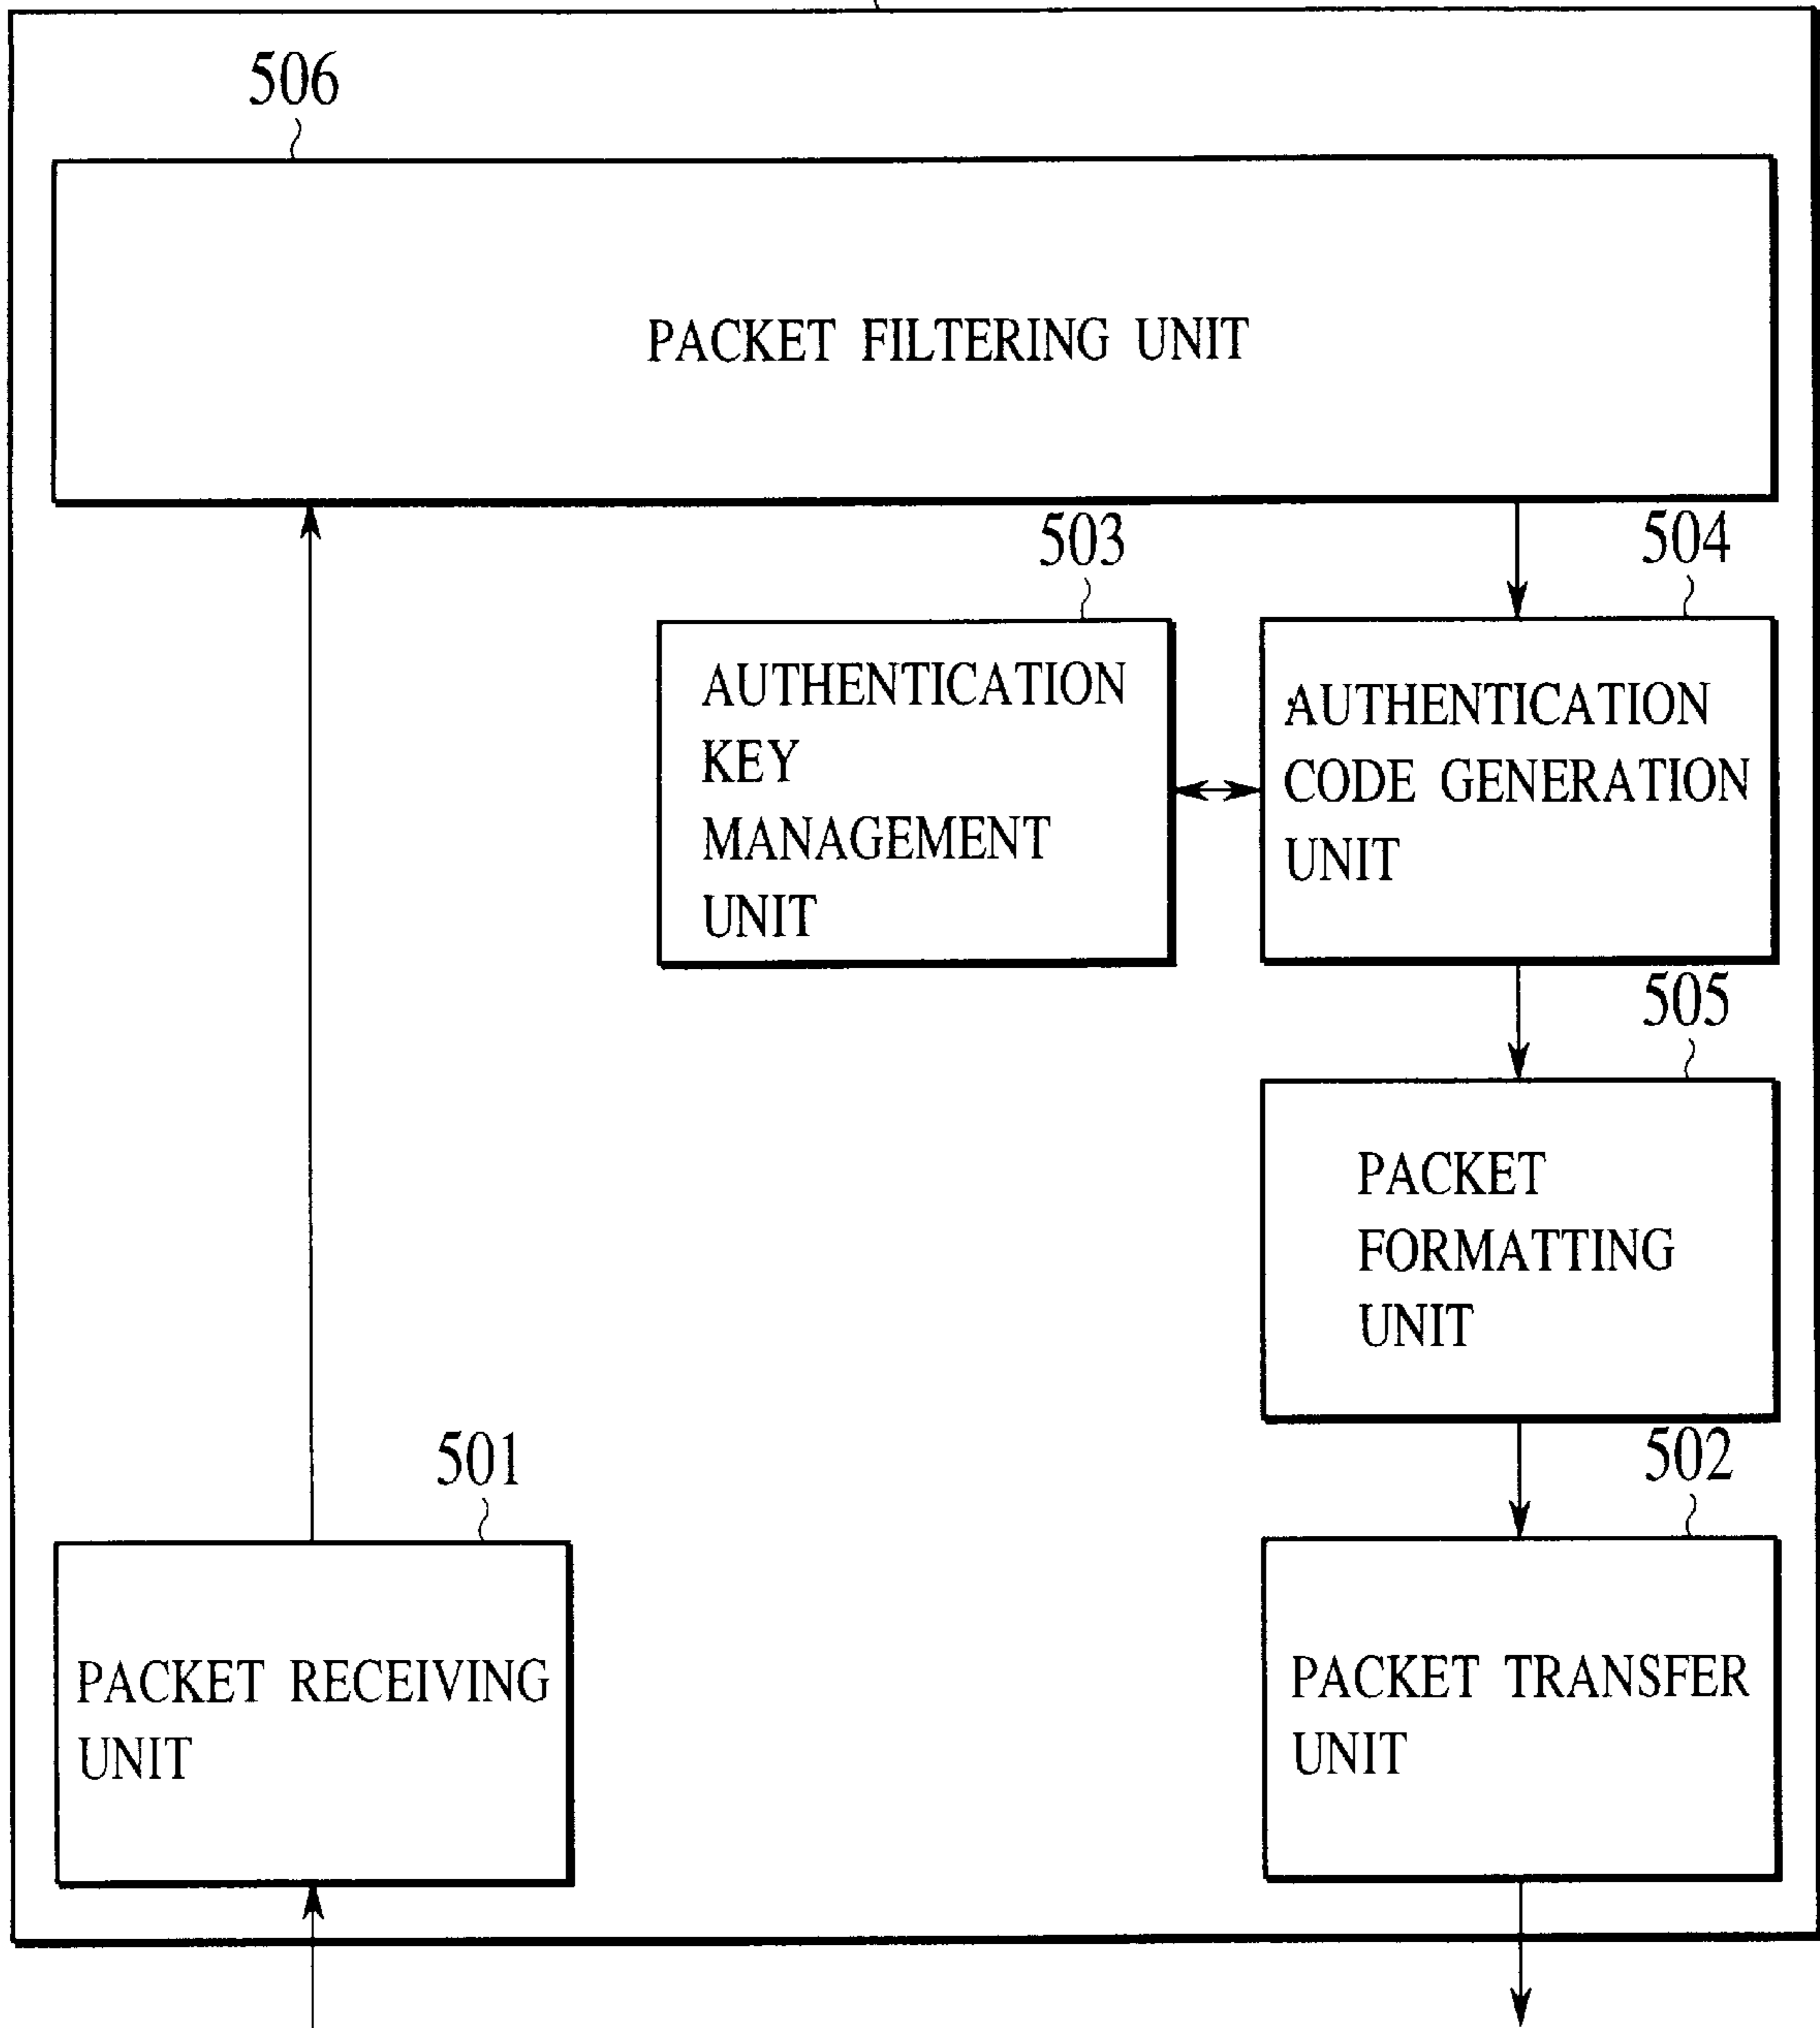 506
PACKET FILTERING UNIT
503
504
AUTHENTICATION
KEY
MANAGEMENT
UNIT
AUTHENTICATION
CODE GENERATION
UNIT
505
PACKET
FORMATTING
UNIT
501
502
PACKET RECEIVING
UNIT
PACKET TRANSFER
UNIT